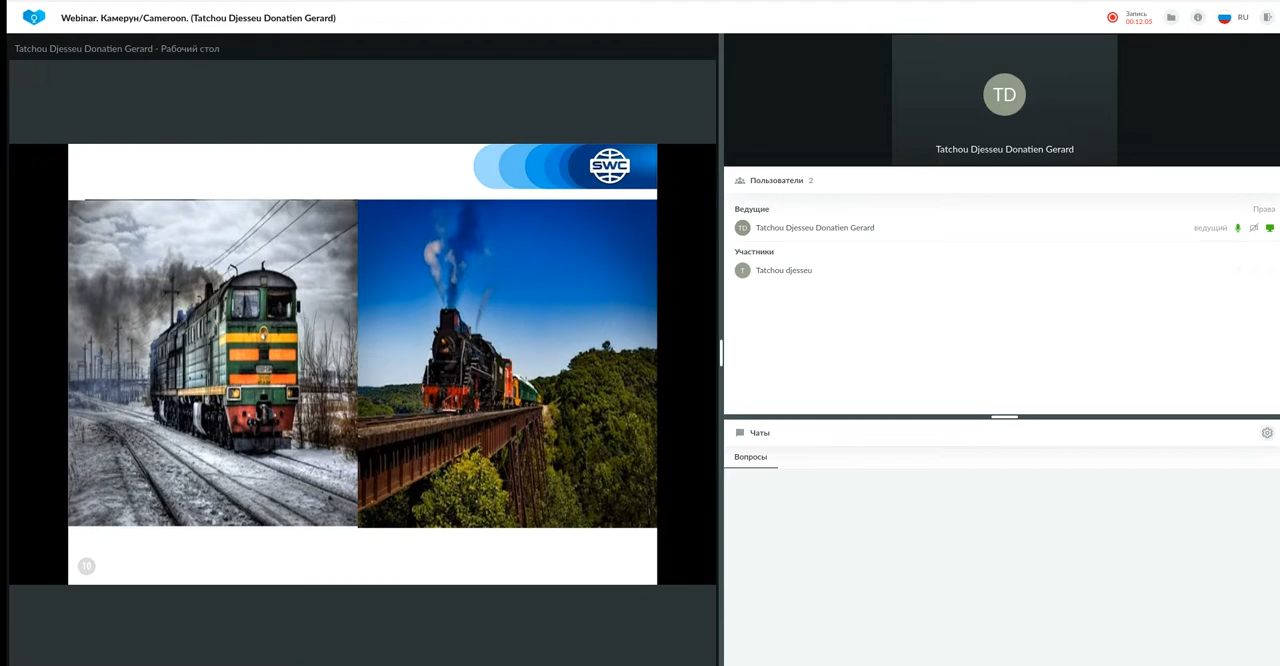 Webinar. Камерун/Cameroon. (Tatchou Djesseu Donatien Gerard)
Запись
00:12:05
RU
Tatchou Djesseu Donatien Gerard - Рабочий стол
SWC
10
TD
Tatchou Djesseu Donatien Gerard
Пользователи 2
Ведущие Права
TD Tatchou Djesseu Donatien Gerard ведущий
Участники
T Tatchou djesseu
Чаты
Вопросы